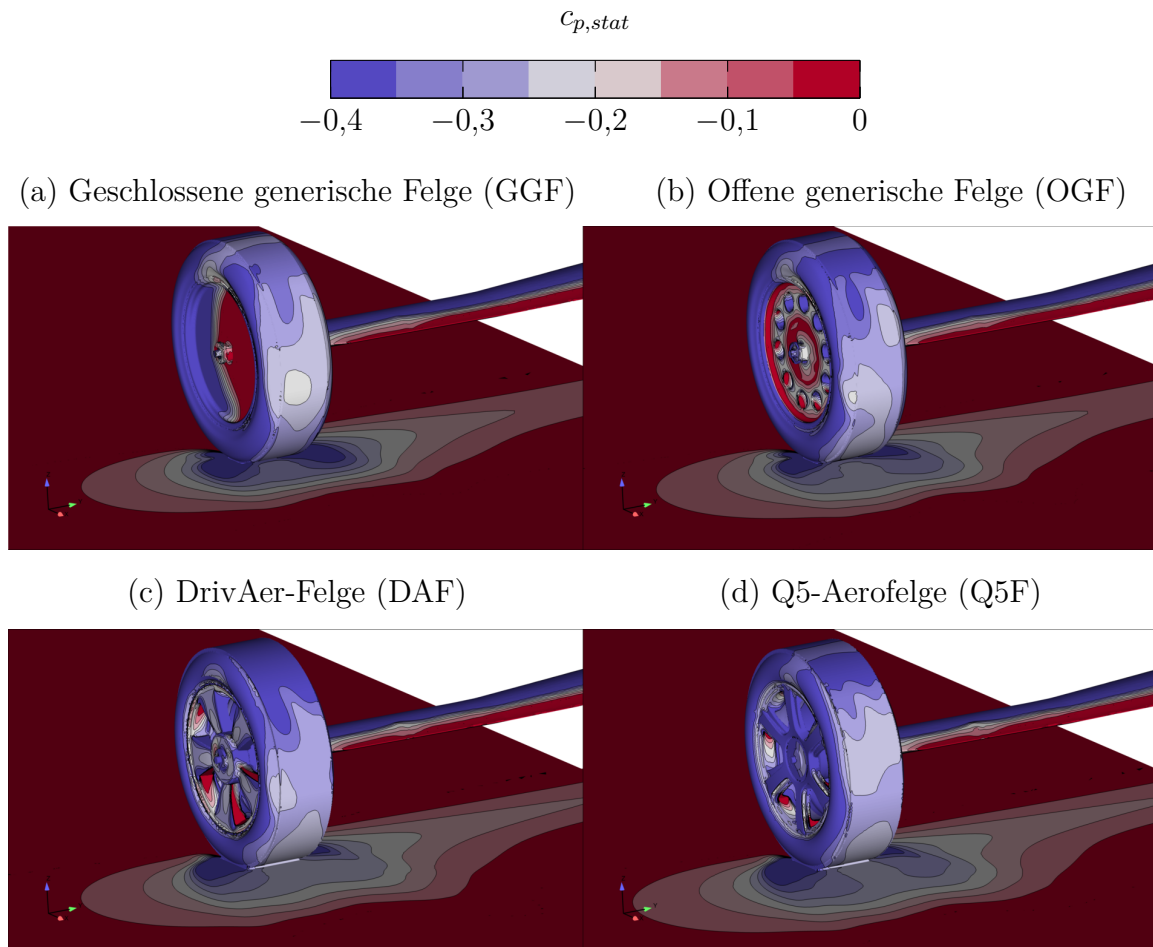 c_{p,stat}
−0,4 −0,3 −0,2 −0,1 0
(a) Geschlossene generische Felge (GGF) (b) Offene generische Felge (OGF)
(c) DrivAer-Felge (DAF) (d) Q5-Aerofelge (Q5F)